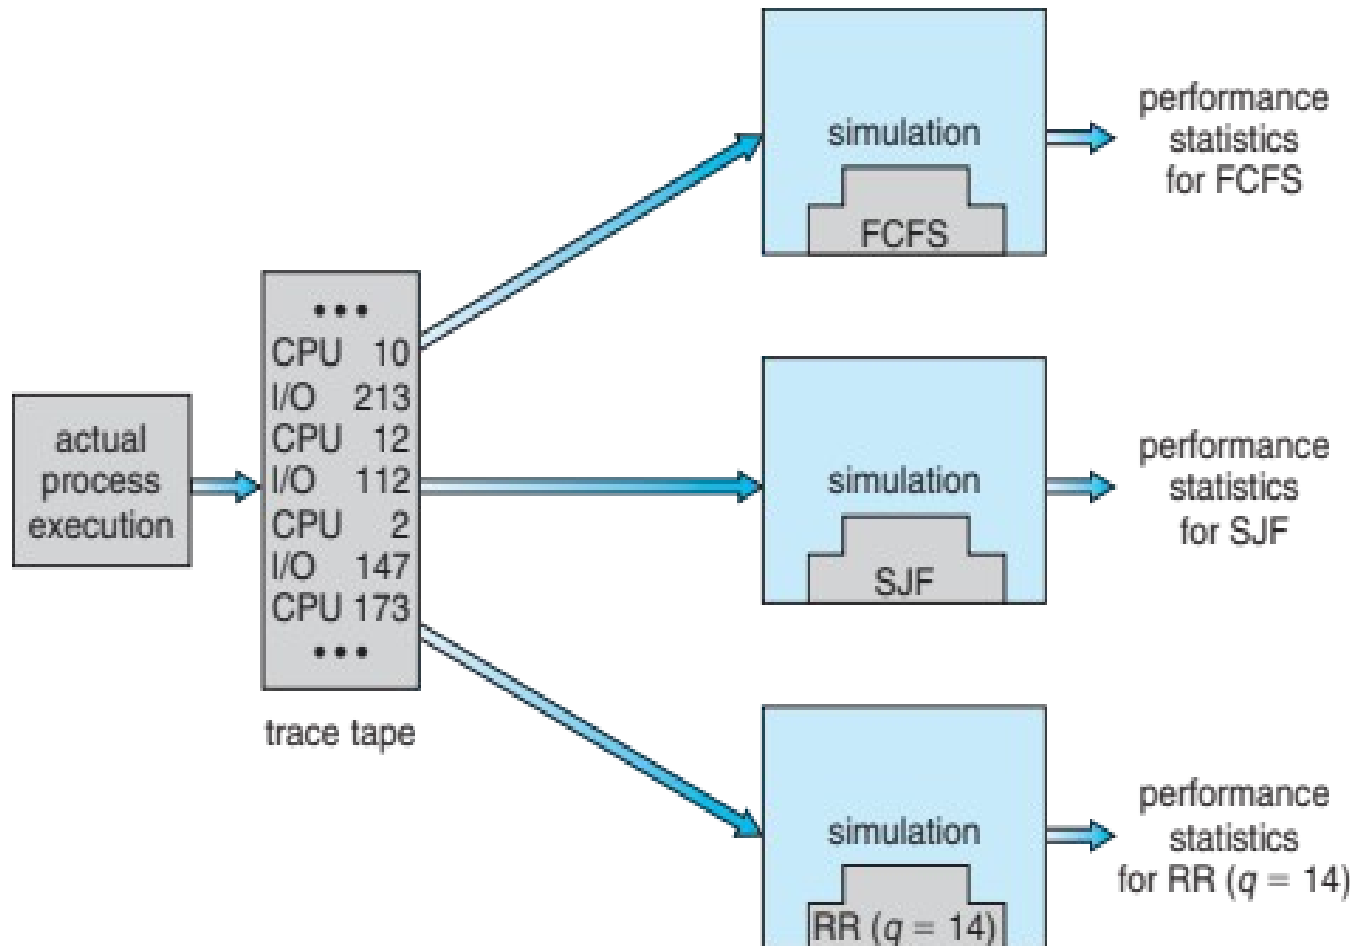 actual
process
execution
• • •
CPU 10
I/O 213
CPU 12
I/O 112
CPU 2
I/O 147
CPU 173
• • •
trace tape
simulation
FCFS
performance
statistics
for FCFS
simulation
SJF
performance
statistics
for SJF
simulation
RR (q = 14)
performance
statistics
for RR (q = 14)